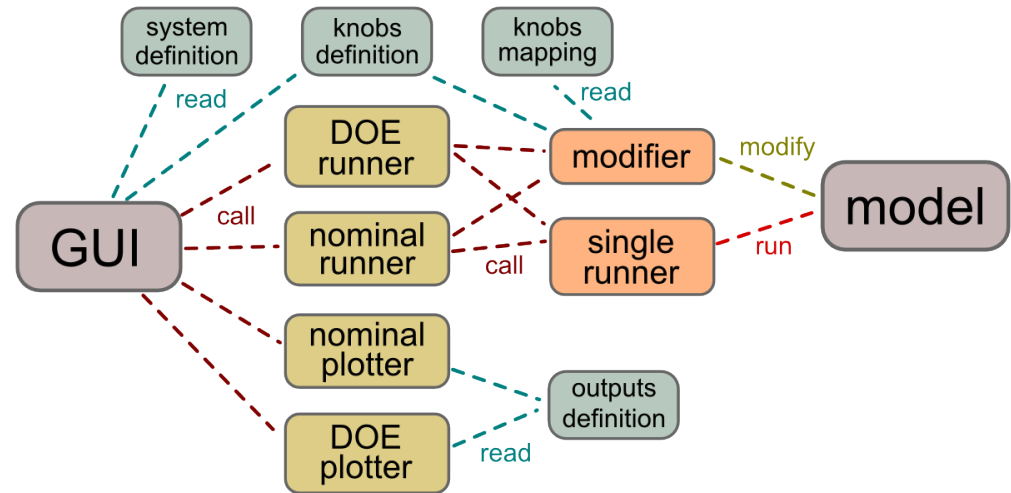 system
definition
knobs
definition
knobs
mapping
read
read
DOE
runner
modifier
modify
model
call
GUI
nominal
runner
call
single
runner
run
nominal
plotter
outputs
definition
DOE
plotter
read